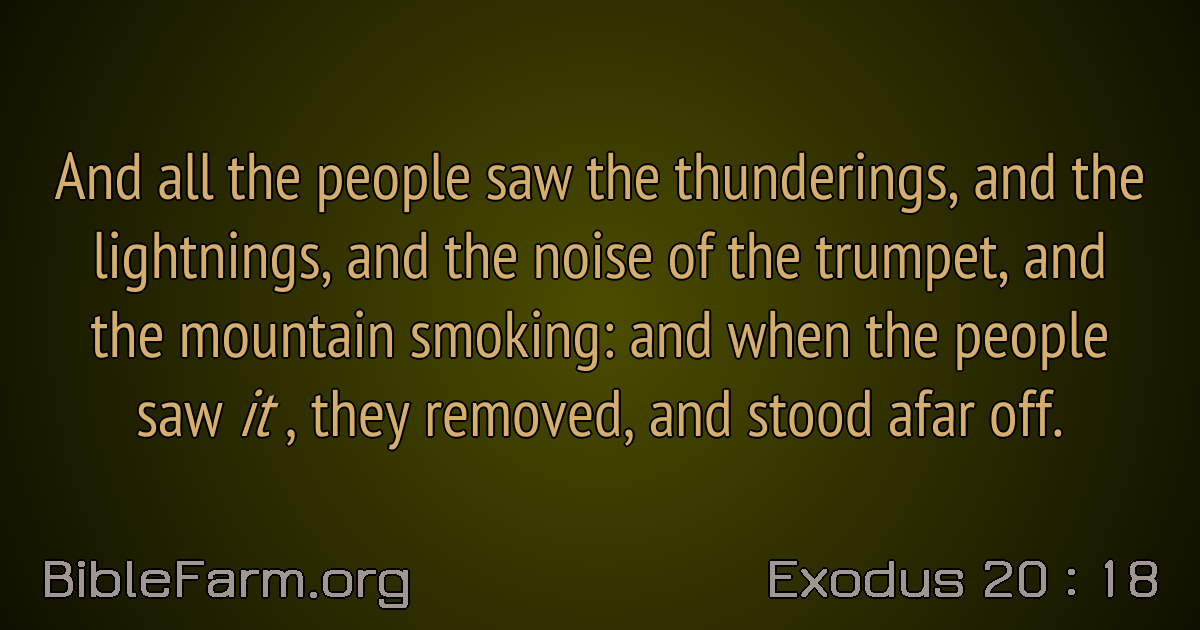 And all the people saw the thunderings, and the
lightnings, and the noise of the trumpet, and
the mountain smoking: and when the people
saw it , they removed, and stood afar off.
BibleFarm.org
Exodus 20 : 18